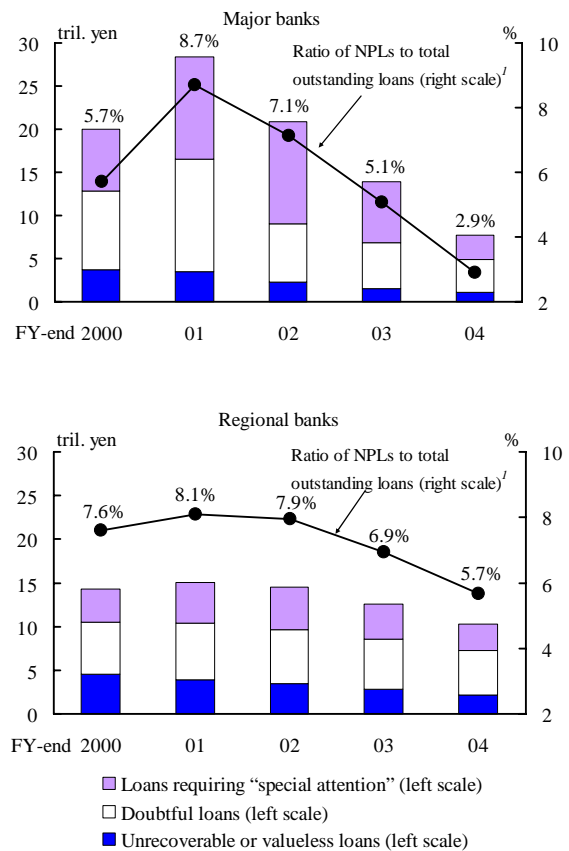 Major banks
tril. yen
%
30
25
20
15
10
5
0
10
8
6
4
2
Ratio of NPLs to total
outstanding loans (right scale)1
5.7%
8.7%
7.1%
5.1%
2.9%
FY-end 2000 01 02 03 04
Regional banks
tril. yen
%
30
25
20
15
10
5
0
10
8
6
4
2
Ratio of NPLs to total
outstanding loans (right scale)1
7.6%
8.1%
7.9%
6.9%
5.7%
FY-end 2000 01 02 03 04
Loans requiring “special attention” (left scale)
Doubtful loans (left scale)
Unrecoverable or valueless loans (left scale)